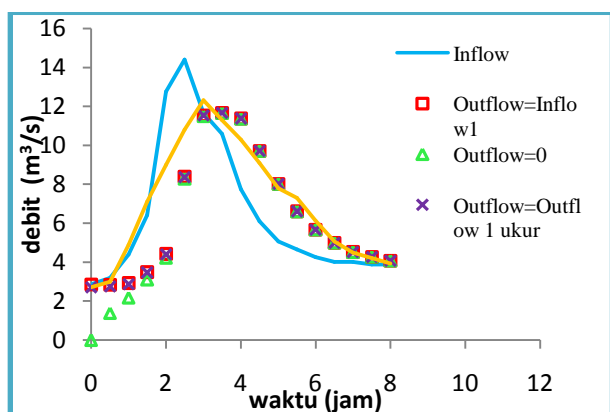 16
14
12
10
8
6
4
2
0
debit (m³/s)
0 2 4 6 8 10 12
waktu (jam)
Inflow
Outflow=Inflo
w1
Outflow=0
Outflow=Outfl
ow 1 ukur